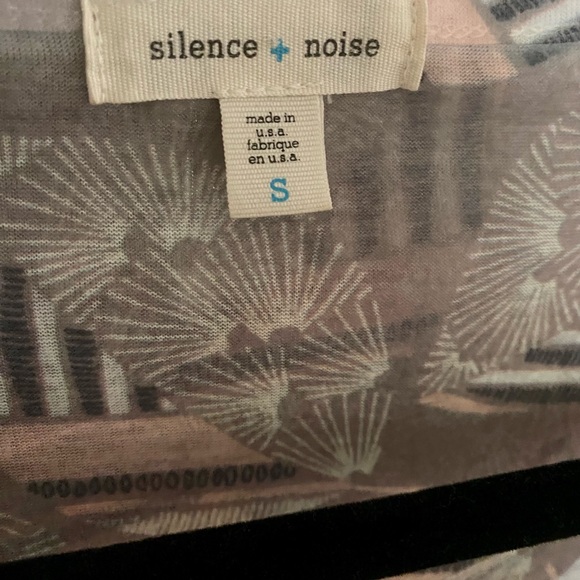 silence + noise
made in
u.s.a.
fabrique
en u.s.a.
S